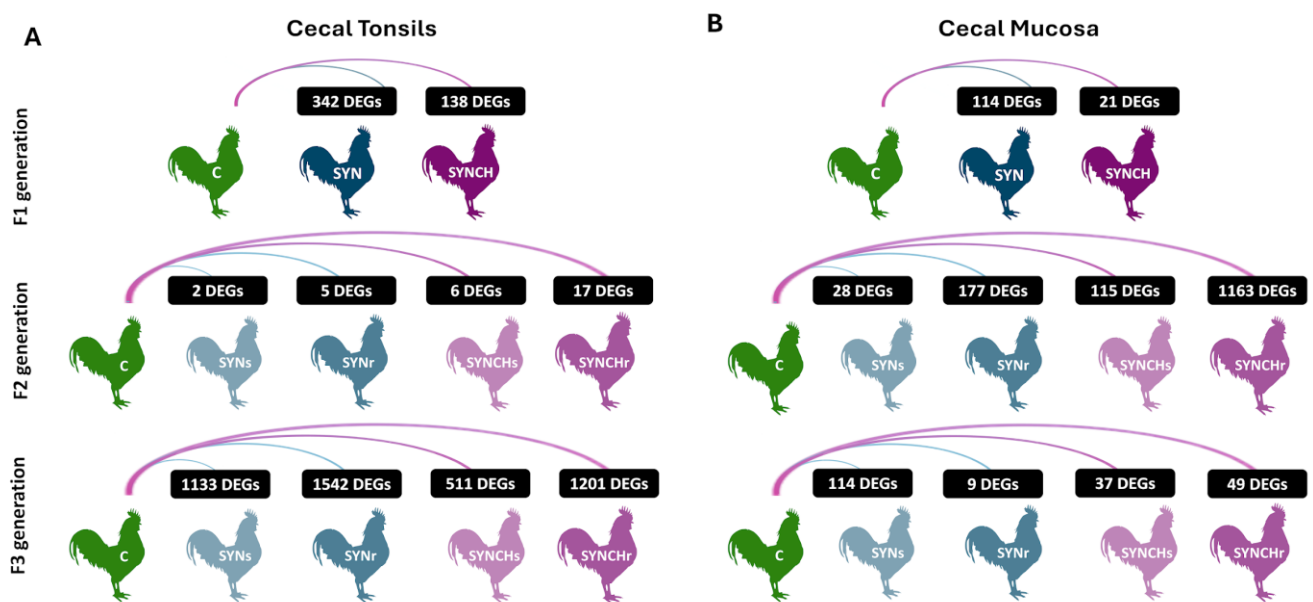 A
Cecal Tonsils
F1 generation
342 DEGs
138 DEGs
C
SYN
SYNCH
F2 generation
2 DEGs
5 DEGs
6 DEGs
17 DEGs
C
SYNs
SYNr
SYNCHs
SYNCHr
F3 generation
1133 DEGs
1542 DEGs
511 DEGs
1201 DEGs
C
SYNs
SYNr
SYNCHs
SYNCHr
B
Cecal Mucosa
114 DEGs
21 DEGs
C
SYN
SYNCH
28 DEGs
177 DEGs
115 DEGs
1163 DEGs
C
SYNs
SYNr
SYNCHs
SYNCHr
114 DEGs
9 DEGs
37 DEGs
49 DEGs
C
SYNs
SYNr
SYNCHs
SYNCHr